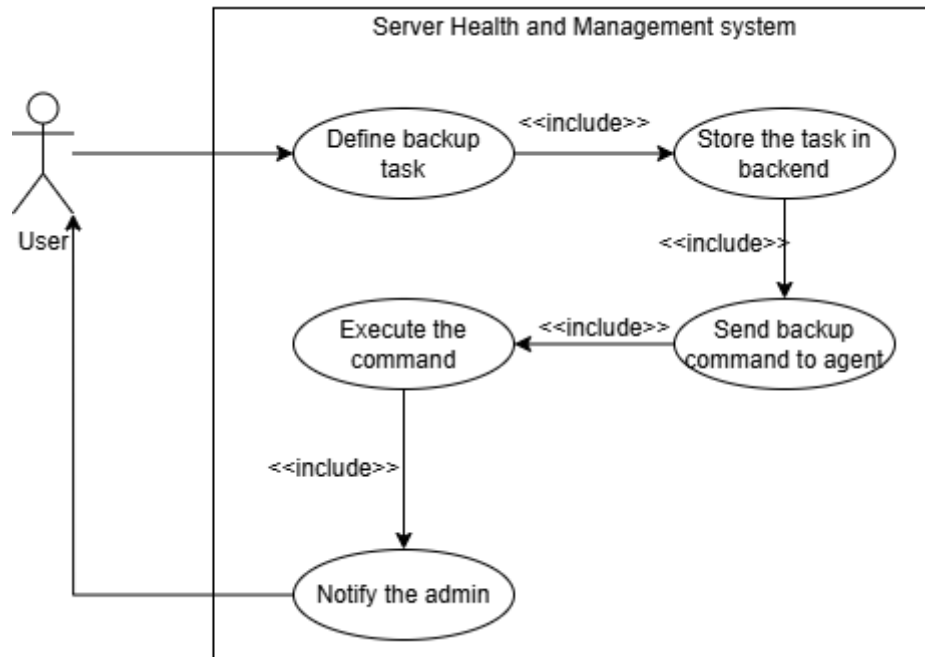 Server Health and Management system
Define backup
task
<<include>>
Store the task in
backend
User
<<include>>
Execute the
command
<<include>>
Send backup
command to agent
<<include>>
Notify the admin